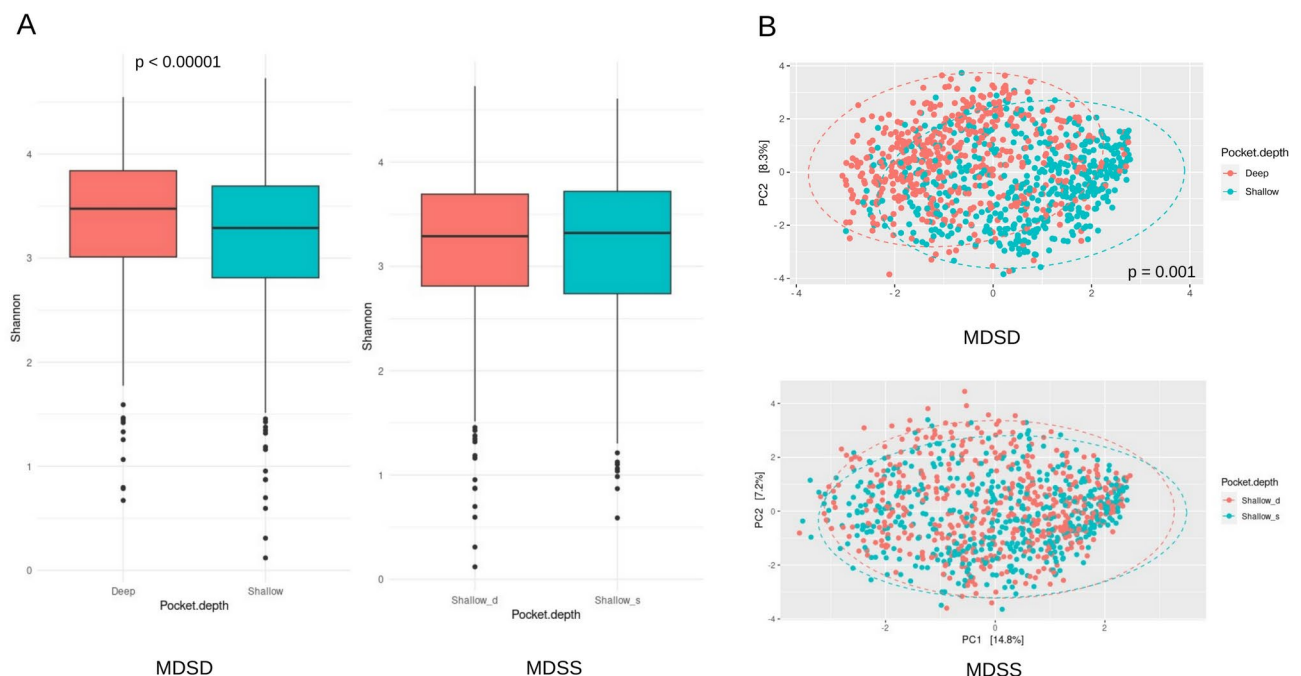 A
p < 0.00001
Shannon
4
3
2
1
0
Deep
Shallow
Pocket.depth
MDSD
Shannon
4
3
2
1
0
Shallow_d
Shallow_s
Pocket.depth
MDSS
B
PC2 [8.3%]
4
2
0
-2
-4
-4
-2
0
2
4
p = 0.001
Pocket.depth
Deep
Shallow
MDSD
PC2 [7.2%]
4
2
0
-2
-4
-2
0
2
PC1 [14.8%]
Pocket.depth
Shallow_d
Shallow_s
MDSS